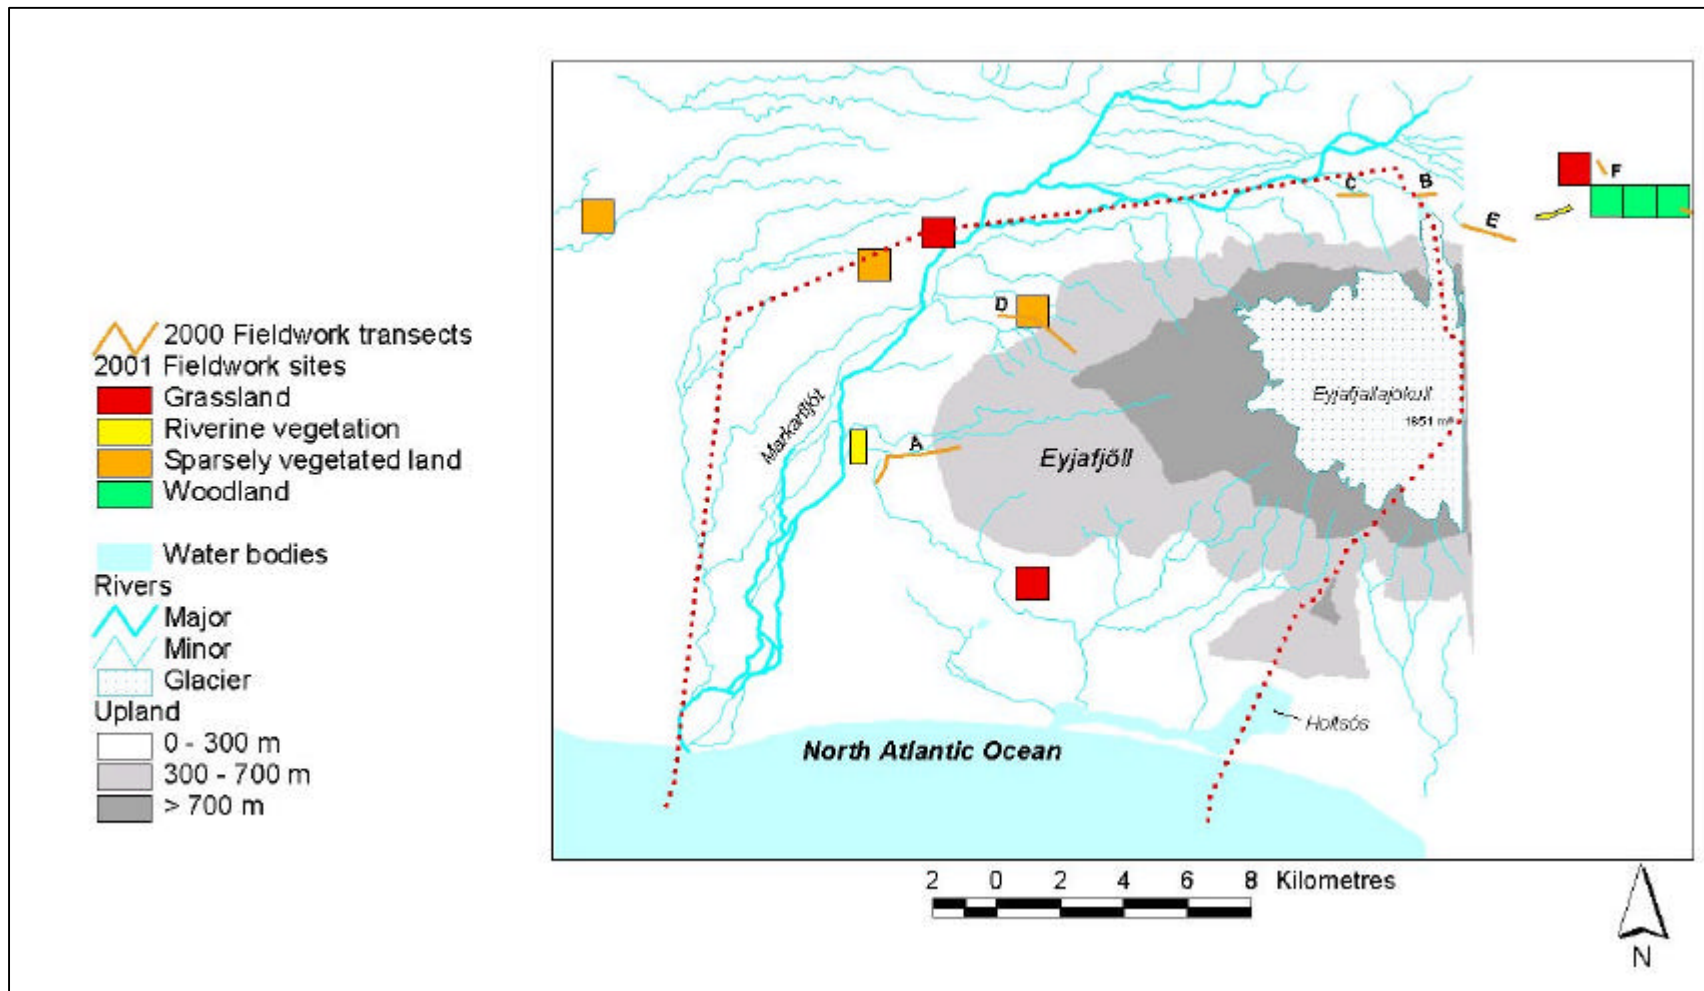 2000 Fieldwork transects
2001 Fieldwork sites
Grassland
Riverine vegetation
Sparsely vegetated land
Woodland
Water bodies
Rivers
Major
Minor
Glacier
Upland
0 - 300 m
300 - 700 m
> 700 m
C
B
F
E
D
A
Markarfljót
Eyjafjallajökull
1651 m
Eyjafjöll
Holtsós
North Atlantic Ocean
2 0 2 4 6 8 Kilometres
N